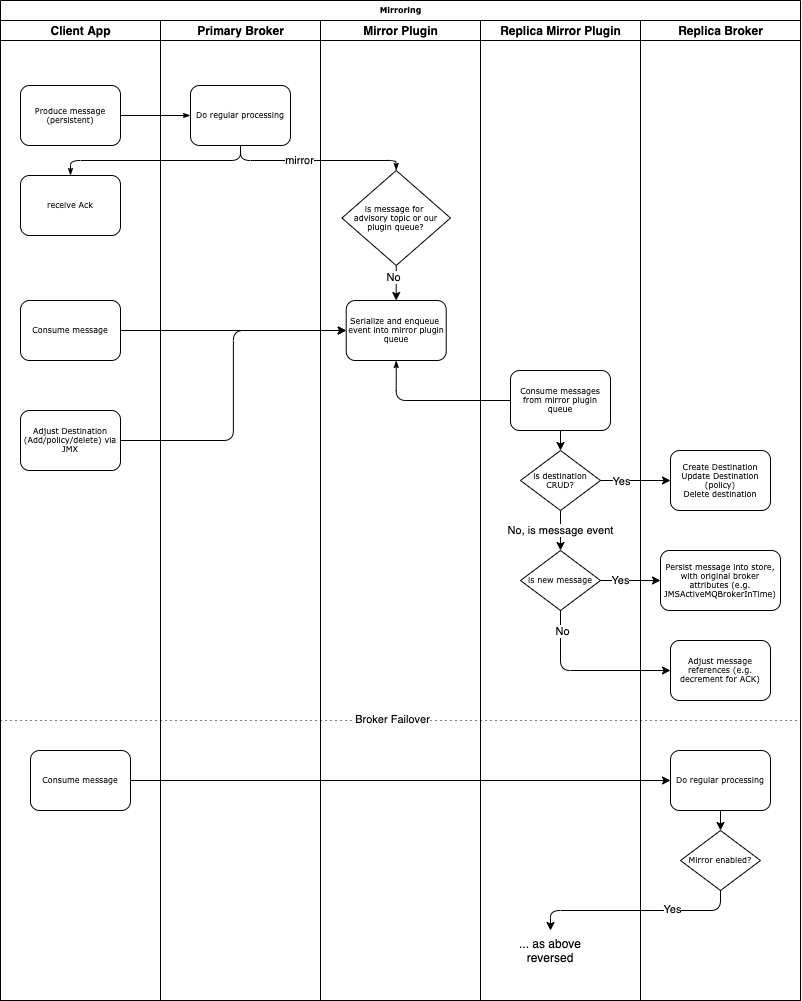 Mirroring
Client App
Primary Broker
Mirror Plugin
Replica Mirror Plugin
Replica Broker
Produce message
(persistent)
Do regular processing
mirror
receive Ack
is message for
advisory topic or our
plugin queue?
No
Consume message
Serialize and enqueue
event into mirror plugin
queue
Consume messages
from mirror plugin
queue
Adjust Destination
(Add/policy/delete) via
JMX
is destination
CRUD?
Yes
Create Destination
Update Destination
(policy)
Delete destination
No, is message event
is new message
Yes
Persist message into store,
with original broker
attributes (e.g.
JMSActiveMQBrokerInTime)
No
Adjust message
references (e.g.
decrement for ACK)
Broker Failover
Consume message
Do regular processing
Mirror enabled?
Yes
... as above
reversed